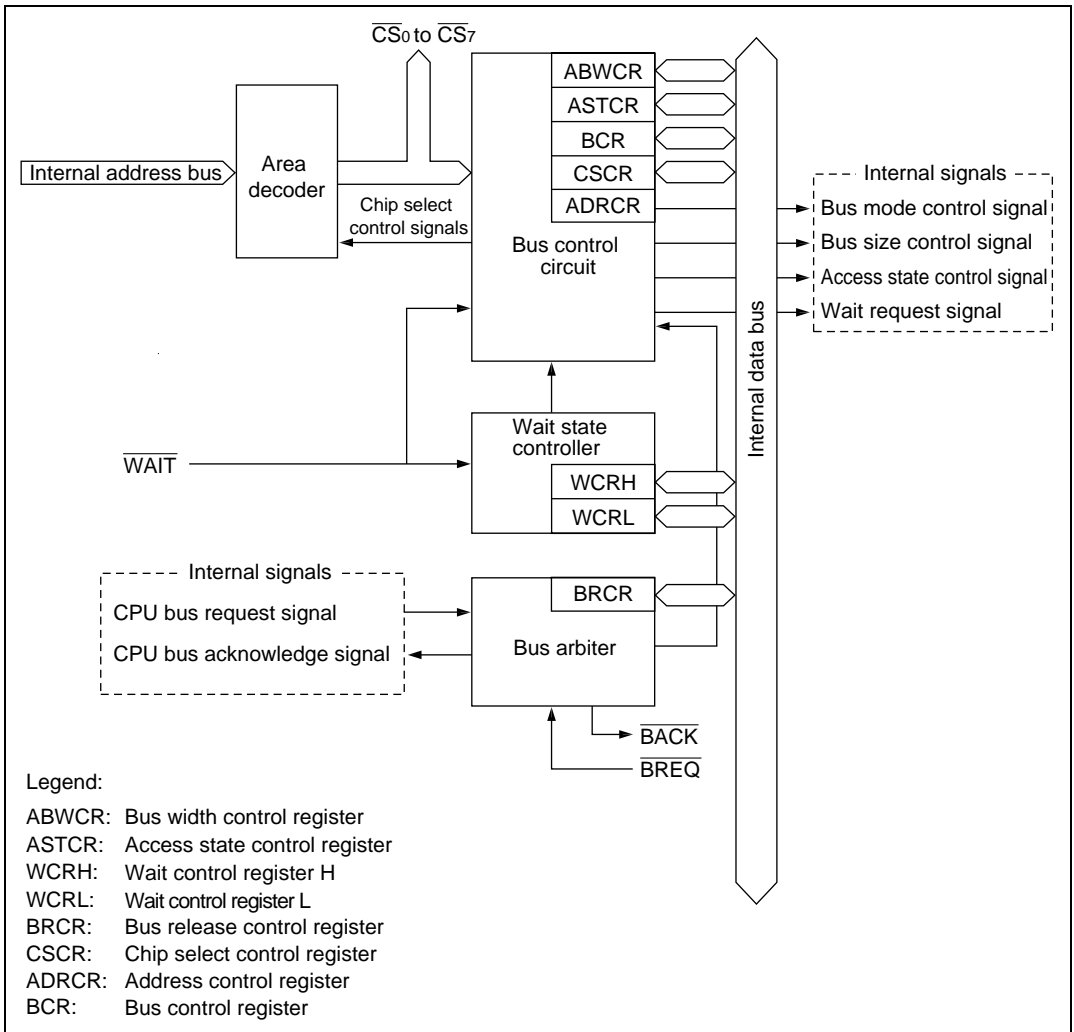 CS0 to CS7
ABWCR
ASTCR
BCR
CSCR
ADRCR
Bus control
circuit
Internal address bus
Area
decoder
Chip select
control signals
Internal signals
Bus mode control signal
Bus size control signal
Access state control signal
Wait request signal
Internal data bus
WAIT
Wait state
controller
WCRH
WCRL
Internal signals
CPU bus request signal
CPU bus acknowledge signal
BRCR
Bus arbiter
BACK
BREQ
Legend:
ABWCR: Bus width control register
ASTCR: Access state control register
WCRH: Wait control register H
WCRL: Wait control register L
BRCR: Bus release control register
CSCR: Chip select control register
ADRCR: Address control register
BCR: Bus control register